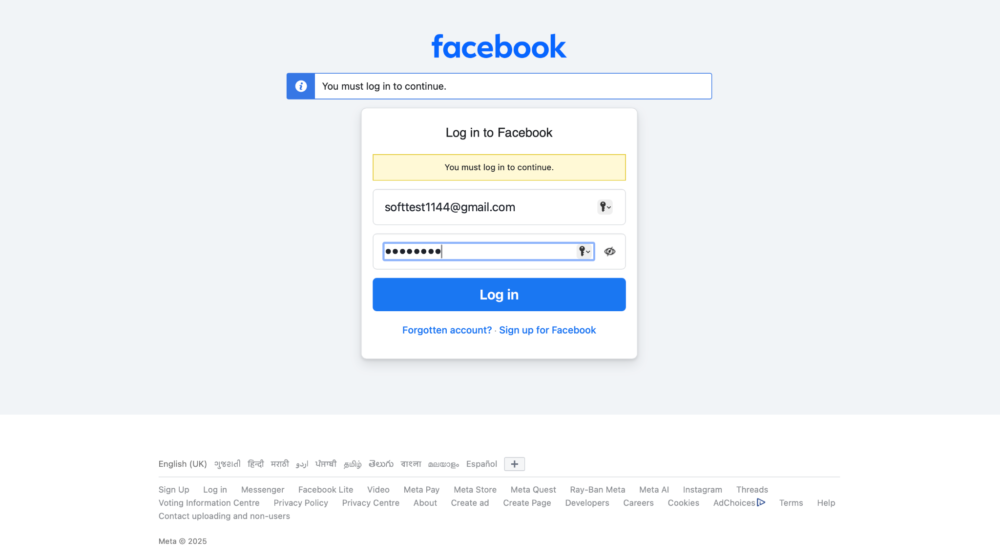 facebook
You must log in to continue.
Log in to Facebook
You must log in to continue.
softtest1144@gmail.com
••••••••
Log in
Forgotten account? · Sign up for Facebook
English (UK) ગુજરાતી हिन्दी मराठी اردو ਪੰਜਾਬੀ தமிழ் తెలుగు বাংলা മലയാളം Español
Sign Up Log in Messenger Facebook Lite Video Meta Pay Meta Store Meta Quest Ray-Ban Meta Meta AI Instagram Threads
Voting Information Centre Privacy Policy Privacy Centre About Create ad Create Page Developers Careers Cookies AdChoices Terms Help
Contact uploading and non-users
Meta © 2025